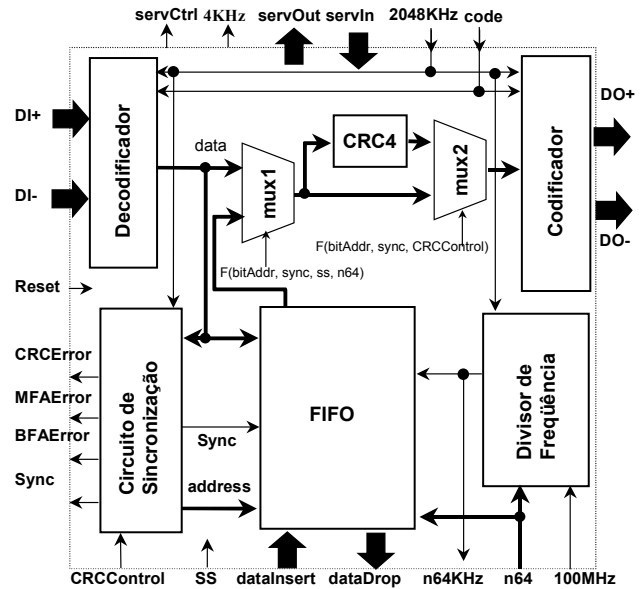 servCtrl 4KHz servOut servIn 2048KHz code
DI+
DI-
Decodificador
data
mux1
CRC4
mux2
Codificador
DO+
DO-
F(bitAddr, sync, CRCControl)
F(bitAddr, sync, ss, n64)
Reset
CRCError
MFAError
BFAError
Sync
Circuito de
Sincronização
Sync
address
FIFO
Divisor de
Freqüência
CRCControl SS dataInsert dataDrop n64KHz n64 100MHz